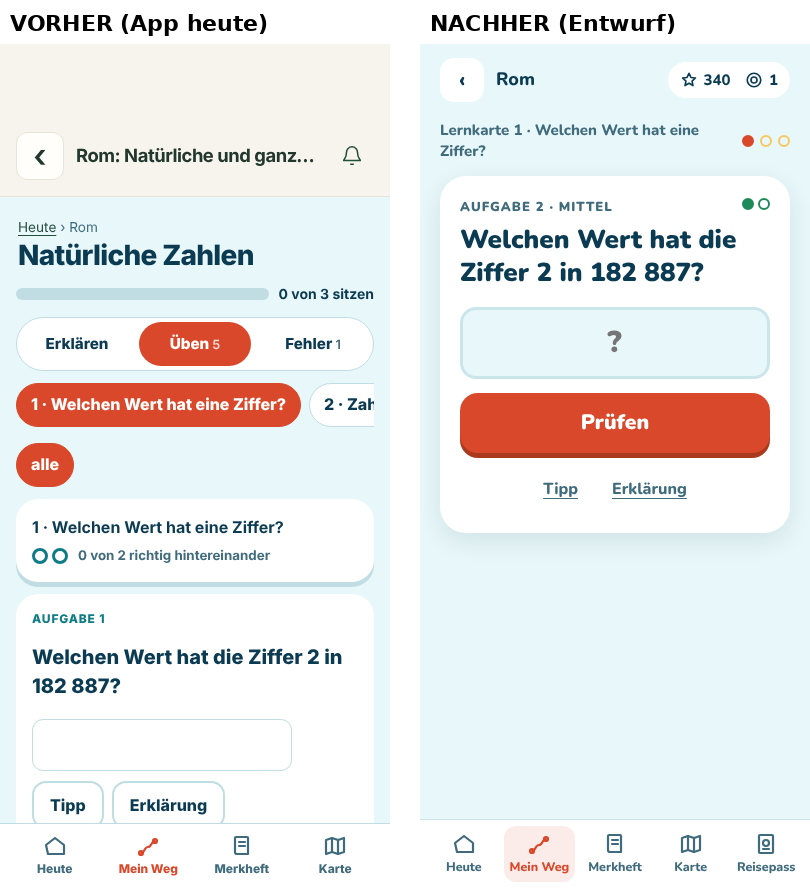 VORHER (App heute)
Rom: Natürliche und ganz...
Heute › Rom
Natürliche Zahlen
0 von 3 sitzen
Erklären Üben 5 Fehler 1
1 · Welchen Wert hat eine Ziffer? 2 · Zah
alle
1 · Welchen Wert hat eine Ziffer?
0 von 2 richtig hintereinander
AUFGABE 1
Welchen Wert hat die Ziffer 2 in
182 887?
Tipp Erklärung
Heute Mein Weg Merkheft Karte
NACHHER (Entwurf)
Rom 340 1
Lernkarte 1 · Welchen Wert hat eine
Ziffer?
AUFGABE 2 · MITTEL
Welchen Wert hat die
Ziffer 2 in 182 887?
?
Prüfen
Tipp Erklärung
Heute Mein Weg Merkheft Karte Reisepass